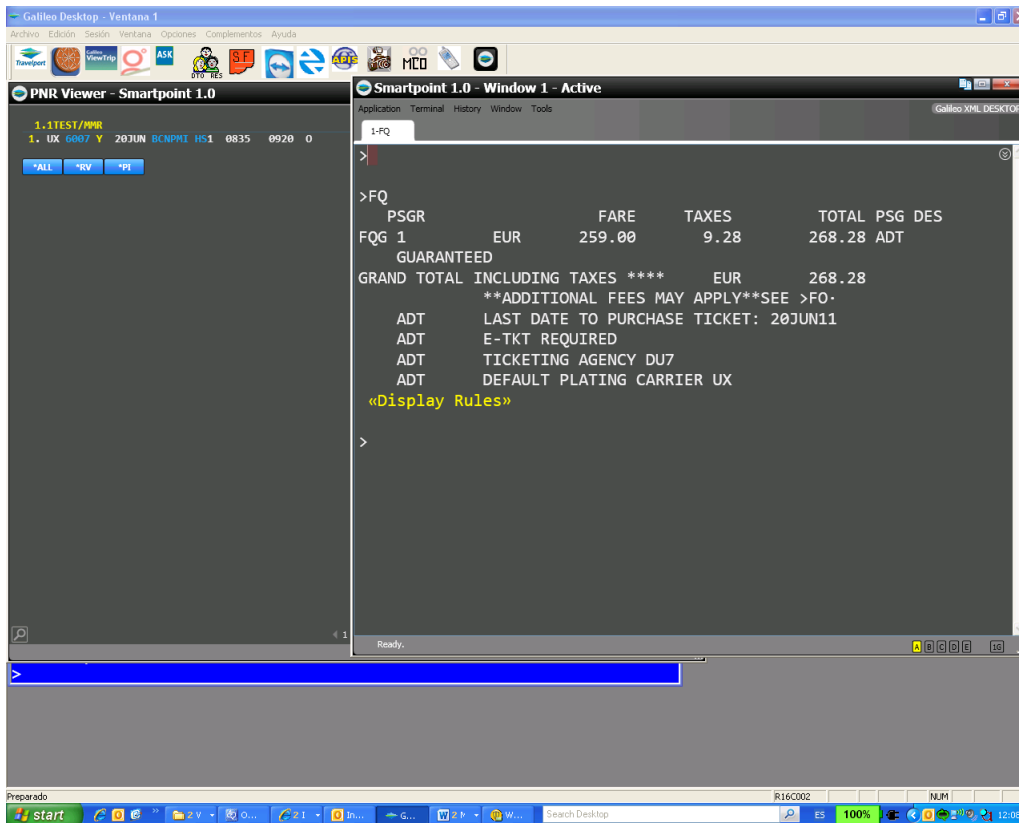 Galileo Desktop - Ventana 1
Archivo Edición Sesión Ventana Opciones Complementos Ayuda
Travelport
Galileo ViewTrip
ASK
DTO RES
S.F
APIS
MCO
PNR Viewer - Smartpoint 1.0
1.1TEST/MMR
1. UX 6007 Y 20JUN BCNPMI HS1 0835 0920 O
*ALL *RV *PI
1
Smartpoint 1.0 - Window 1 - Active
Application Terminal History Window Tools
Galileo XML DESKTOP
1-FQ
>
>FQ
PSGR FARE TAXES TOTAL PSG DES
FQG 1 EUR 259.00 9.28 268.28 ADT
GUARANTEED
GRAND TOTAL INCLUDING TAXES **** EUR 268.28
**ADDITIONAL FEES MAY APPLY**SEE >FO·
ADT LAST DATE TO PURCHASE TICKET: 20JUN11
ADT E-TKT REQUIRED
ADT TICKETING AGENCY DU7
ADT DEFAULT PLATING CARRIER UX
«Display Rules»
>
Ready.
A B C D E 1G
>
Preparado R16C002 NUM
start 2 V O... 2 I In... G... W... Search Desktop ES 100% 12:08